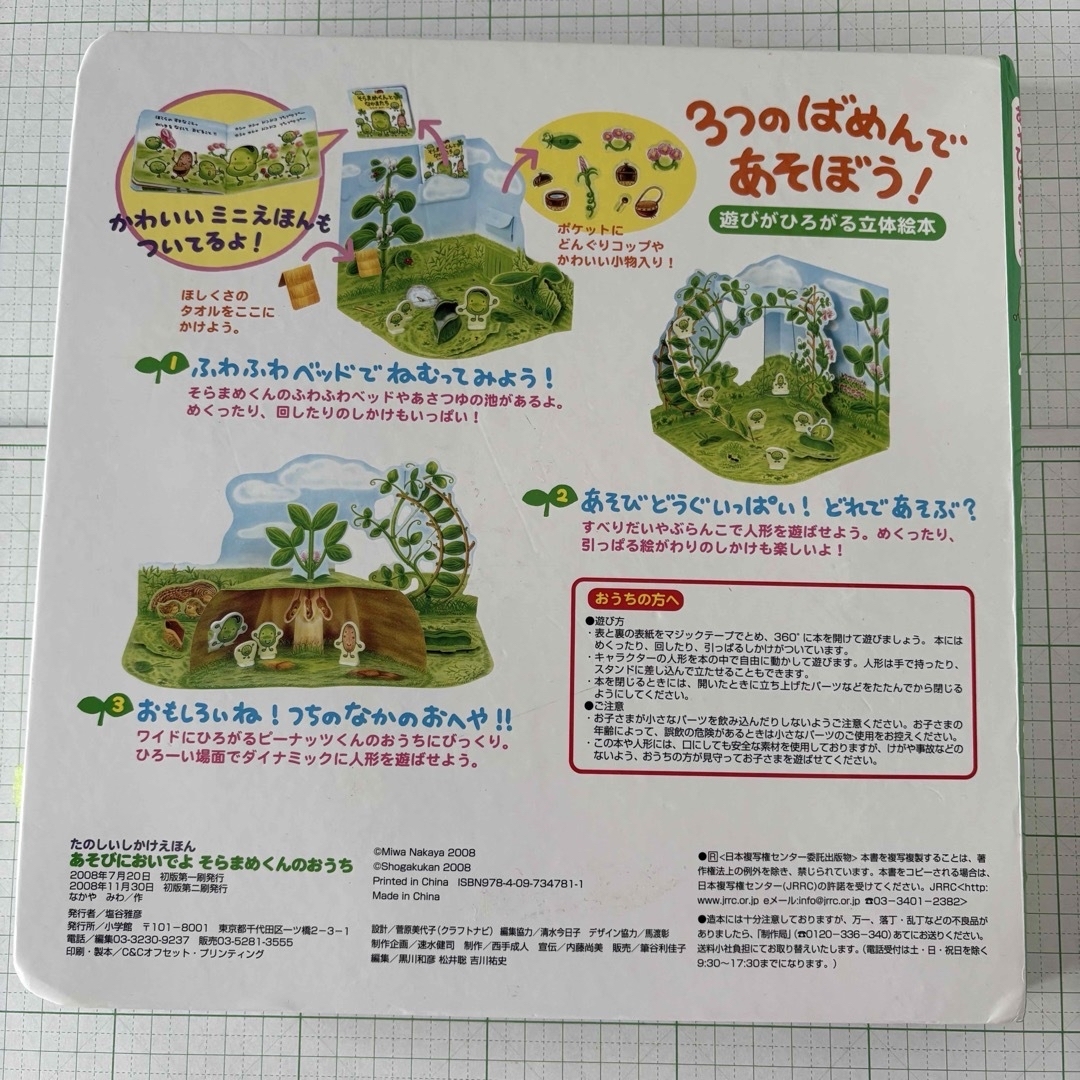 3つのばめんで
あそぼう!
遊びがひろがる立体絵本
そらまめくんと
なかまたち
かわいいミニえほんも
ついてるよ!
ポケットに
どんぐりコップや
かわいい小物入り!
ほしくさの
タオルをここに
かけよう。
1 ふわふわベッドでねむってみよう!
そらまめくんのふわふわベッドやあさつゆの池があるよ。
めくったり、回したりのしかけもいっぱい!
2 あそびどうぐいっぱい! どれであそぶ?
すべりだいやぶらんこで人形を遊ばせよう。めくったり、
引っぱる絵がわりのしかけも楽しいよ!
3 おもしろいね!つちのなかのおへや!!
ワイドにひろがるピーナッツくんのおうちにびっくり。
ひろーい場面でダイナミックに人形を遊ばせよう。
おうちの方へ
●遊び方
・表と裏の表紙をマジックテープでとめ、360°に本を開けて遊びましょう。本には
めくったり、回したり、引っぱるしかけがついています。
・キャラクターの人形を本の中で自由に動かして遊びます。人形は手で持ったり、
スタンドに差し込んで立たせることもできます。
・本を閉じるときには、開いたときに立ち上げたパーツなどをたたんでから閉じる
ようにしてください。
●ご注意
・お子さまが小さなパーツを飲み込んだりしないようご注意ください。お子さまの
年齢によって、誤飲の危険があるときは小さなパーツのご使用をお控えください。
・この本や人形には、口にしても安全な素材を使用しておりますが、けがや事故などの
ないよう、おうちの方が見守ってお子さまを遊ばせてください。
たのしいしかけえほん
あそびにおいでよ そらまめくんのおうち
2008年7月20日 初版第一刷発行
2008年11月30日 初版第二刷発行
なかや みわ/作
発行者/塩谷雅彦
発行所/小学館 〒101-8001 東京都千代田区一ツ橋2-3-1
電話/編集03-3230-9237 販売03-5281-3555
印刷・製本/C&Cオフセット・プリンティング
©Miwa Nakaya 2008
©Shogakukan 2008
Printed in China ISBN978-4-09-734781-1
Made in China
設計/菅原美代子(クラフトナビ) 編集協力/清水今日子 デザイン協力/馬渡彰
制作企画/速水健司 制作/西手成人 宣伝/内藤尚美 販売/筆谷利佳子
編集/黒川和彦 松井聡 吉川祐史
●R<日本複写権センター委託出版物> 本書を複写複製することは、著
作権法上の例外を除き、禁じられています。本書をコピーされる場合は、
日本複写権センター(JRRC)の許諾を受けてください。JRRC<http:
www.jrrc.or.jp eメール:info@jrrc.or.jp ☎03-3401-2382>
●造本には十分注意しておりますが、万一、落丁・乱丁などの不良品が
ありましたら、「制作局」(☎0120-336-340)あてにお送りください。
送料小社負担にてお取り替えいたします。(電話受付は土・日・祝日を除く
9:30〜17:30までになります。)